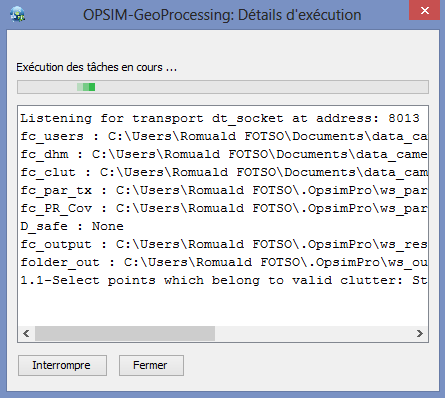 OPSIM-GeoProcessing: Détails d'exécution
Exécution des tâches en cours ...
Listening for transport dt_socket at address: 8013
fc_users : C:\Users\Romuald FOTSO\Documents\data_ca
fc_dhm : C:\Users\Romuald FOTSO\Documents\data_came
fc_clut : C:\Users\Romuald FOTSO\Documents\data_cam
fc_par_tx : C:\Users\Romuald FOTSO\.OpsimPro\ws_par
fc_PR_Cov : C:\Users\Romuald FOTSO\.OpsimPro\ws_par
D_safe : None
fc_output : C:\Users\Romuald FOTSO\.OpsimPro\ws_res
folder_out : C:\Users\Romuald FOTSO\.OpsimPro\ws_ou
1.1-Select points which belong to valid clutter: St
Interrompre
Fermer